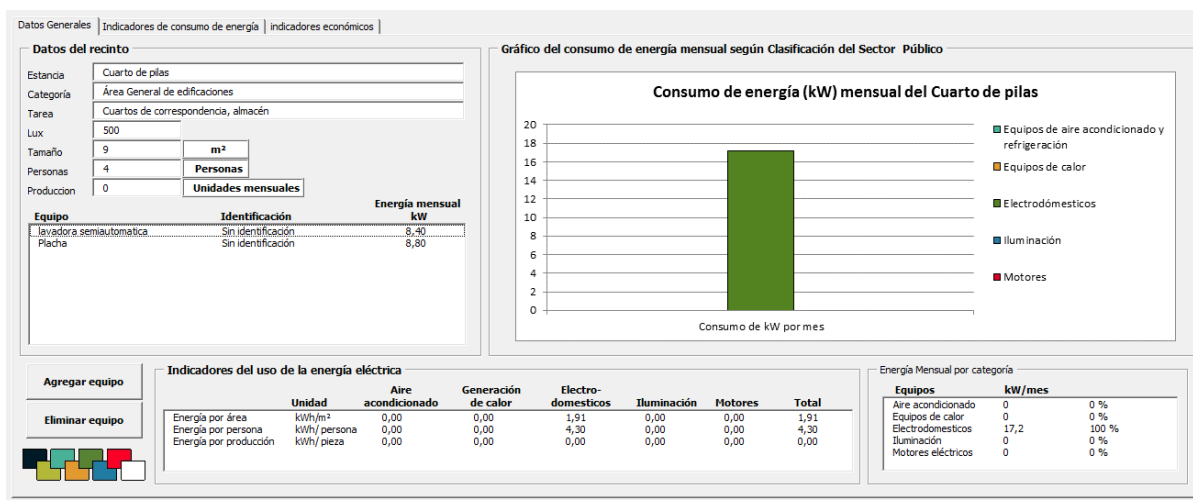 Datos Generales | Indicadores de consumo de energía | indicadores económicos
Datos del recinto
Estancia Cuarto de pilas
Categoría Área General de edificaciones
Tarea Cuartos de correspondencia, almacén
Lux 500
Tamaño 9 m²
Personas 4 Personas
Produccion 0 Unidades mensuales
Equipo Identificación Energía mensual kW
lavadora semiautomatica Sin identificación 8,40
Placha Sin identificación 8,80
Gráfico del consumo de energía mensual según Clasificación del Sector Público
Consumo de energía (kW) mensual del Cuarto de pilas
20
18
16
14
12
10
8
6
4
2
0
Consumo de kW por mes
Equipos de aire acondicionado y
refrigeración
Equipos de calor
Electrodómesticos
Iluminación
Motores
Agregar equipo
Eliminar equipo
Indicadores del uso de la energía eléctrica
Unidad Aire acondicionado Generación de calor Electro-domesticos Iluminación Motores Total
Energía por área kWh/m² 0,00 0,00 1,91 0,00 0,00 1,91
Energía por persona kWh/ persona 0,00 0,00 4,30 0,00 0,00 4,30
Energía por producción kWh/ pieza 0,00 0,00 0,00 0,00 0,00 0,00
Energía Mensual por categoría
Equipos kW/mes
Aire acondicionado 0 0 %
Equipos de calor 0 0 %
Electrodomesticos 17,2 100 %
Iluminación 0 0 %
Motores eléctricos 0 0 %